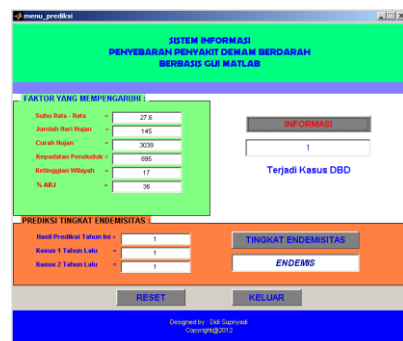 menu_prediksi
SISTEM INFORMASI
PENYEBARAN PENYAKIT DEMAM BERDARAH
BERBASIS GUI MATLAB
FAKTOR YANG MEMPENGARUHI :
Suhu Rata - Rata = 27.6
Jumlah Hari Hujan = 145
Curah Hujan = 3039
Kepadatan Penduduk = 695
Ketinggian Wilayah = 17
% ABJ = 36
INFORMASI
1
Terjadi Kasus DBD
PREDIKSI TINGKAT ENDEMISITAS :
Hasil Prediksi Tahun Ini = 1
Kasus 1 Tahun Lalu = 1
Kasus 2 Tahun Lalu = 1
TINGKAT ENDEMISITAS
ENDEMIS
RESET
KELUAR
Designed by : Didi Supriyadi
Copyright@2012